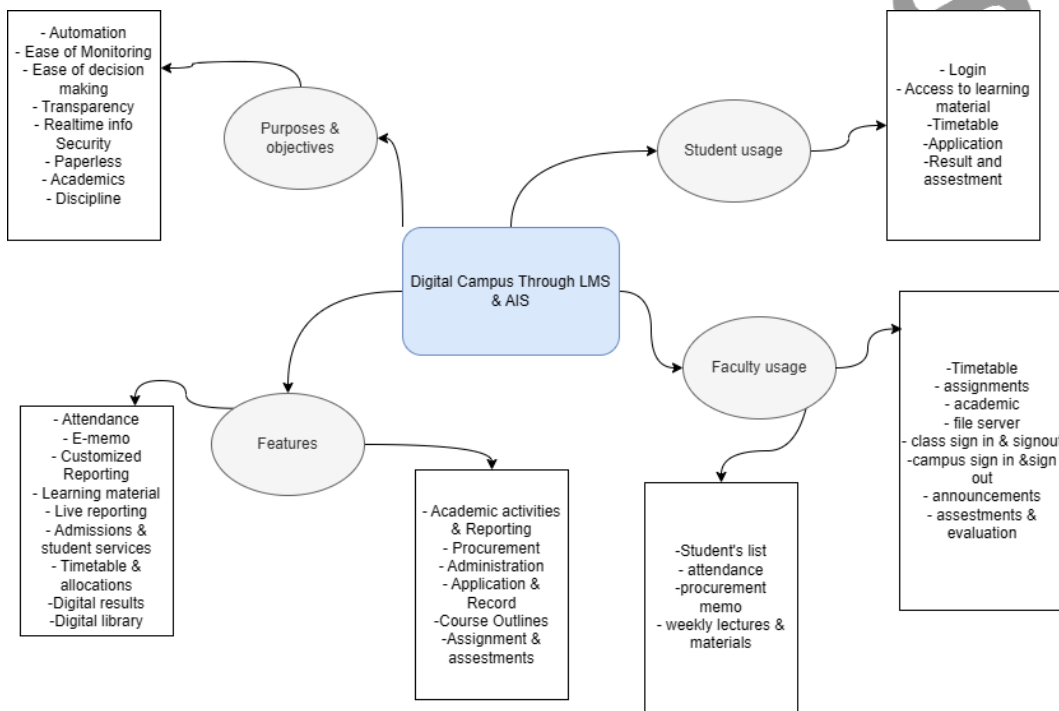 - Automation
- Ease of Monitoring
- Ease of decision
making
- Transparency
- Realtime info
Security
- Paperless
- Academics
- Discipline
Purposes &
objectives
Student usage
- Login
- Access to learning
material
-Timetable
-Application
-Result and
assestment
Digital Campus Through LMS
& AIS
Faculty usage
-Timetable
- assignments
- academic
- file server
- class sign in & signout
-campus sign in &sign
out
- announcements
- assestments &
evaluation
Features
- Attendance
- E-memo
- Customized
Reporting
- Learning material
- Live reporting
- Admissions &
student services
- Timetable &
allocations
-Digital results
-Digital library
- Academic activities
& Reporting
- Procurement
- Administration
- Application &
Record
-Course Outlines
-Assignment &
assestments
-Student's list
- attendance
-procurement
memo
- weekly lectures &
materials